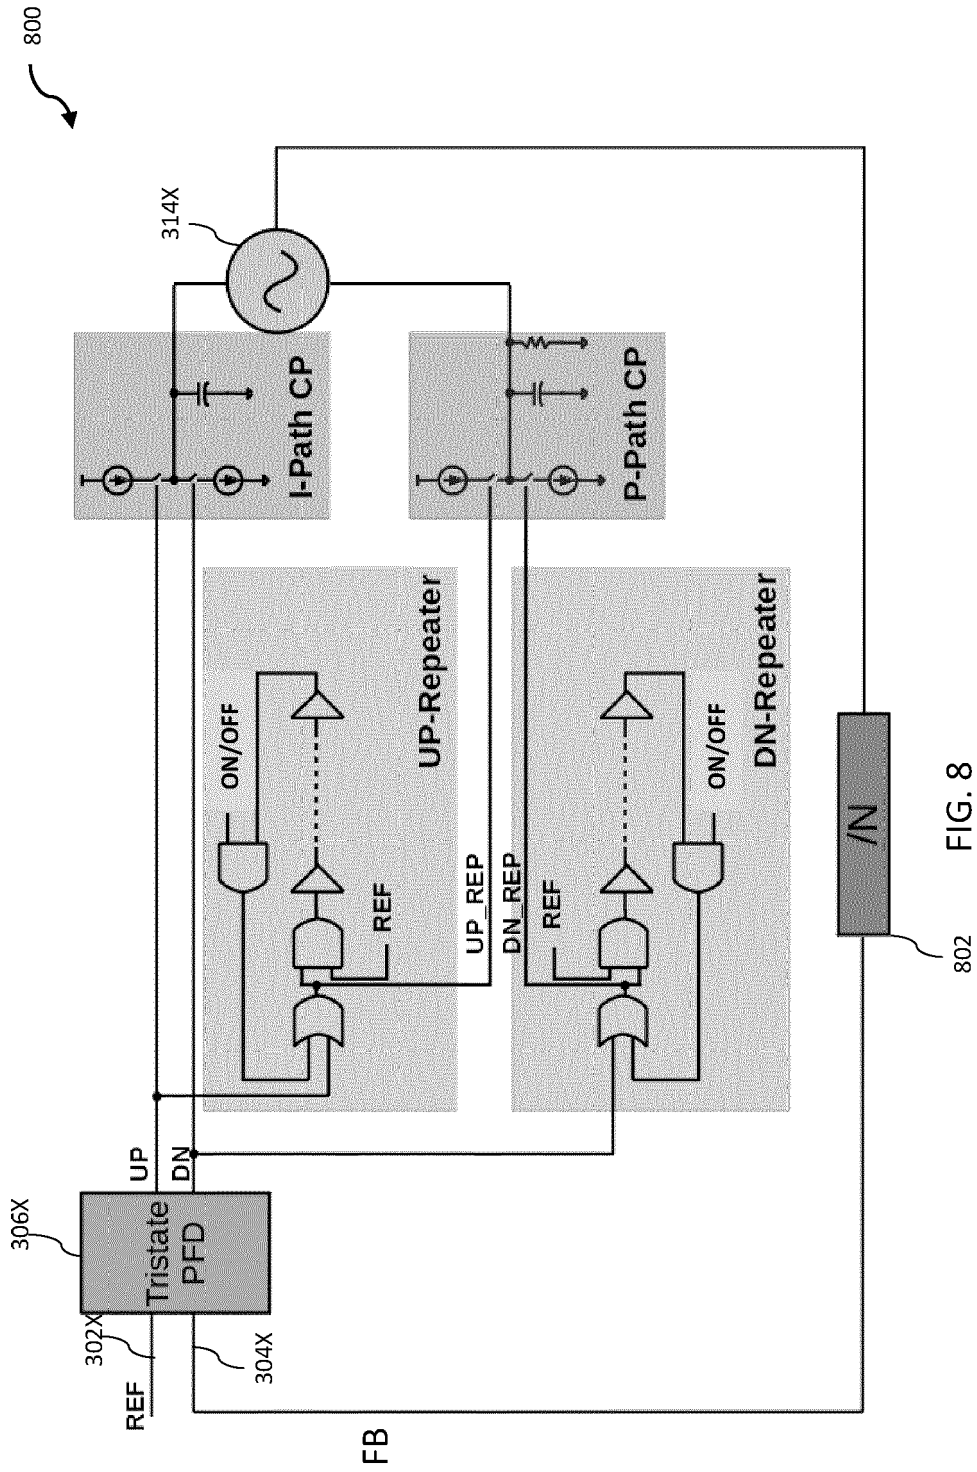 800
314X
306X
302X
304X
REF
FB
Tristate
PFD
UP
DN
ON/OFF
REF
UP-Repeater
UP_REP
DN_REP
REF
ON/OFF
DN-Repeater
I-Path CP
P-Path CP
/N
802
FIG. 8